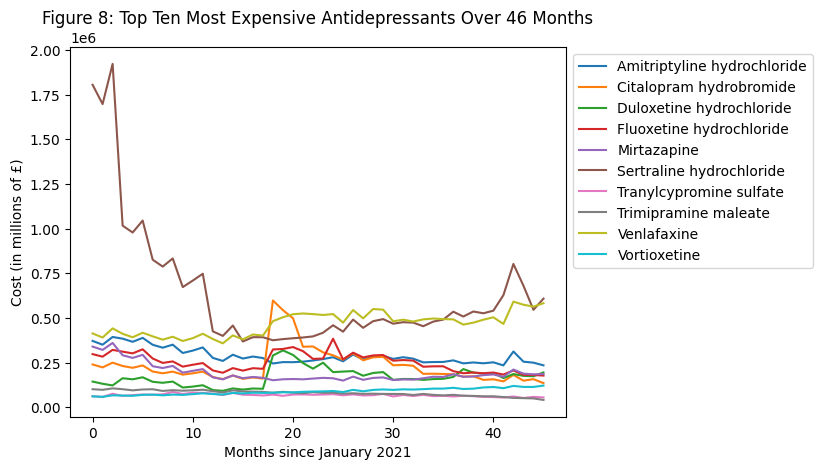 Figure 8: Top Ten Most Expensive Antidepressants Over 46 Months
1e6
2.00
1.75
1.50
1.25
1.00
0.75
0.50
0.25
0.00
Cost (in millions of £)
0
10
20
30
40
Months since January 2021
Amitriptyline hydrochloride
Citalopram hydrobromide
Duloxetine hydrochloride
Fluoxetine hydrochloride
Mirtazapine
Sertraline hydrochloride
Tranylcypromine sulfate
Trimipramine maleate
Venlafaxine
Vortioxetine